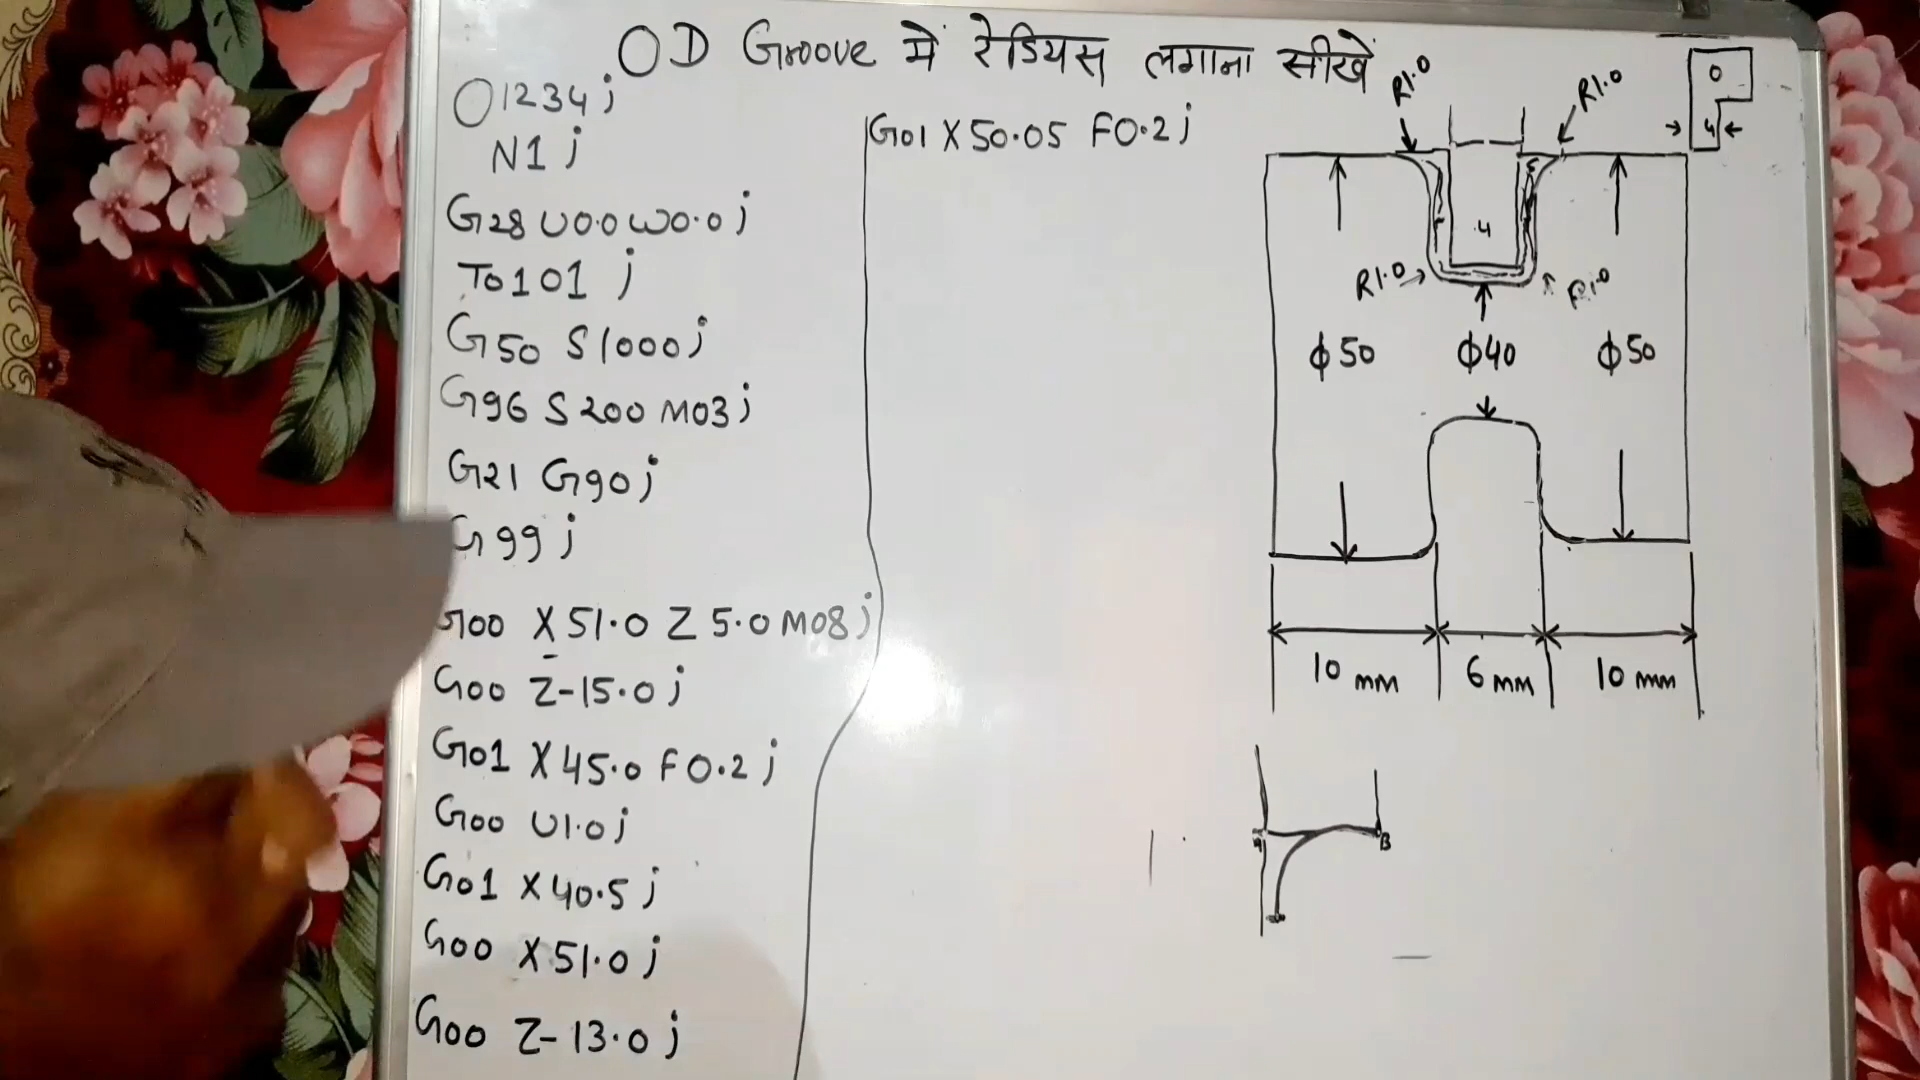 OD Groove में रेडियस लगाना सीखें
O1234;
N1;
G28 U0.0 W0.0;
T0101;
G50 S1000;
G96 S200 M03;
G21 G90;
G99;
G00 X51.0 Z5.0 M08;
G00 Z-15.0;
G01 X45.0 F0.2;
G00 U1.0;
G01 X40.5;
G00 X51.0;
G00 Z-13.0;
G01 X50.05 F0.2;
R1.0
R1.0
0
4
4
R1.0
R1.0
ϕ50
ϕ40
ϕ50
10 mm
6 mm
10 mm
B